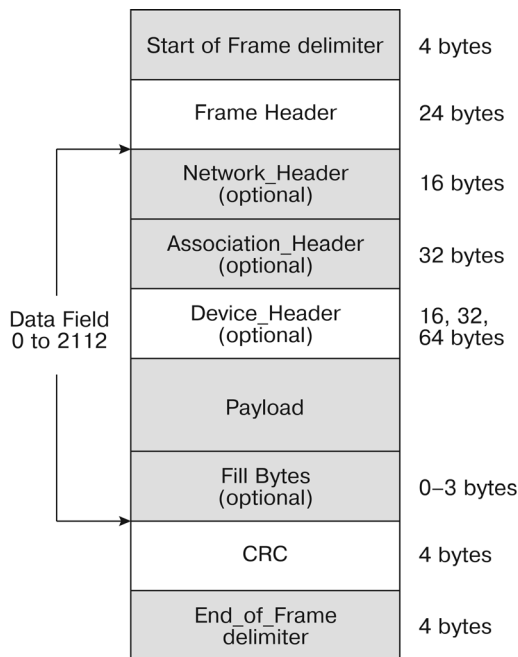 Start of Frame delimiter
4 bytes
Frame Header
24 bytes
Network_Header
(optional)
16 bytes
Association_Header
(optional)
32 bytes
Data Field
0 to 2112
Device_Header
(optional)
16, 32,
64 bytes
Payload
Fill Bytes
(optional)
0–3 bytes
CRC
4 bytes
End_of_Frame
delimiter
4 bytes